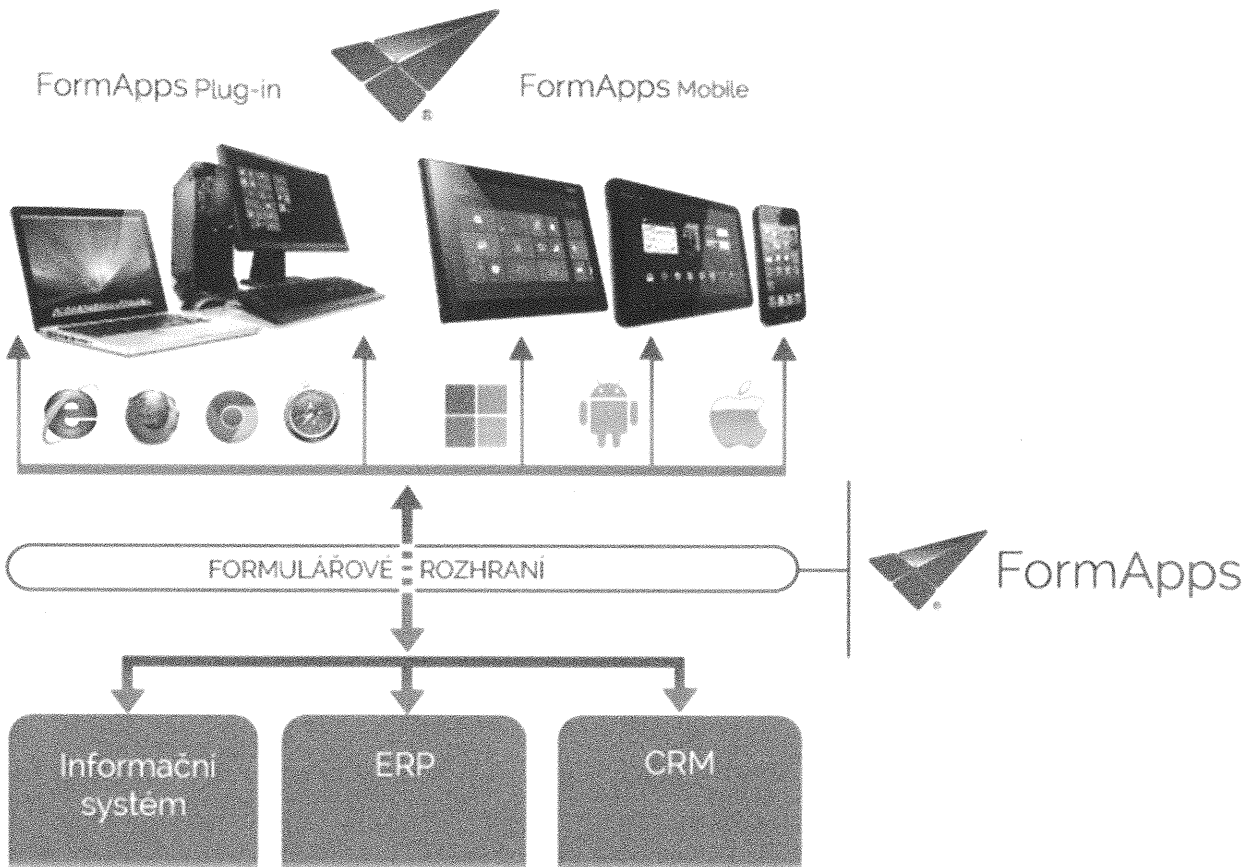 FormApps Plug-in
FormApps Mobile
FORMULÁŘOVÉ ROZHRANÍ
FormApps
Informační
systém
ERP
CRM